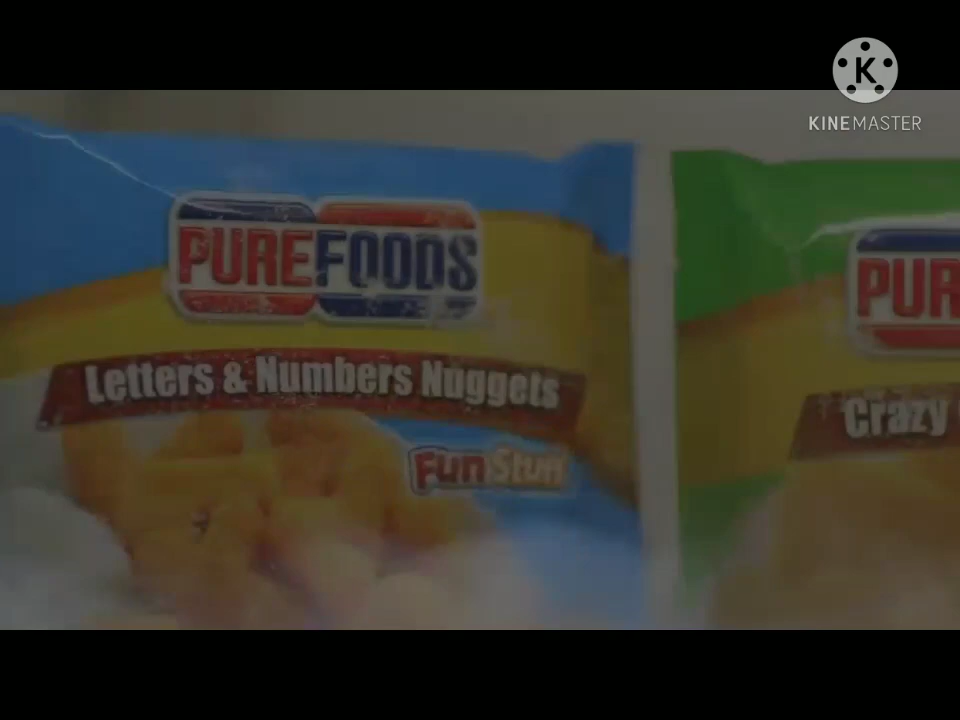 KINEMASTER
PUREFOODS
Letters & Numbers Nuggets
Fun Stuff
PUR
Crazy